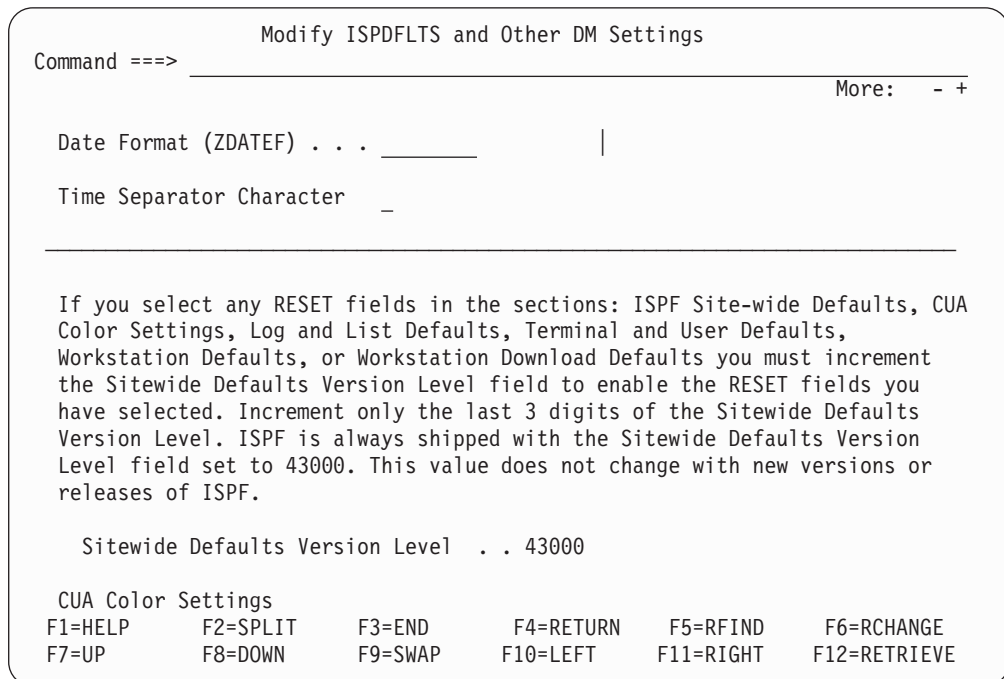 Modify ISPDFLTS and Other DM Settings
Command ===> ________________________________
More: - +
Date Format (ZDATEF) . . . ________ |
Time Separator Character _
If you select any RESET fields in the sections: ISPF Site-wide Defaults, CUA
Color Settings, Log and List Defaults, Terminal and User Defaults,
Workstation Defaults, or Workstation Download Defaults you must increment
the Sitewide Defaults Version Level field to enable the RESET fields you
have selected. Increment only the last 3 digits of the Sitewide Defaults
Version Level. ISPF is always shipped with the Sitewide Defaults Version
Level field set to 43000. This value does not change with new versions or
releases of ISPF.
Sitewide Defaults Version Level . . 43000
CUA Color Settings
F1=HELP F2=SPLIT F3=END F4=RETURN F5=RFIND F6=RCHANGE
F7=UP F8=DOWN F9=SWAP F10=LEFT F11=RIGHT F12=RETRIEVE